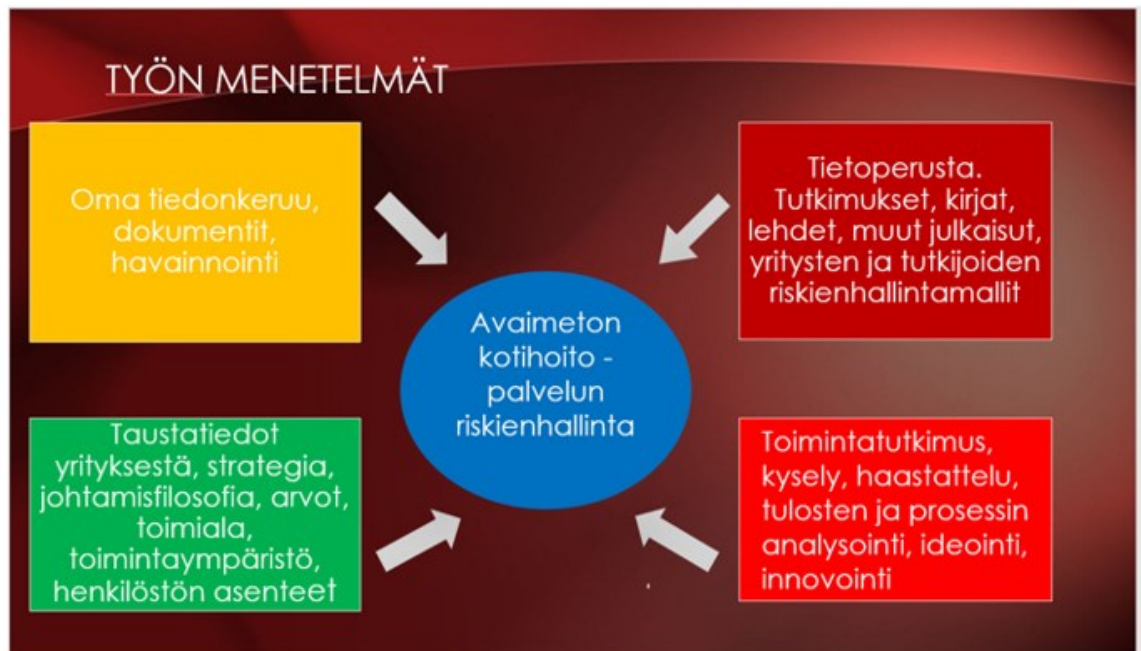 TYÖN MENETELMÄT
Oma tiedonkeruu,
dokumentit,
havainnointi
Tietoperusta.
Tutkimukset, kirjat,
lehdet, muut julkaisut,
yritysten ja tutkijoiden
riskienhallintamallit
Avaimeton
kotihoito -
palvelun
riskienhallinta
Taustatiedot
yrityksestä, strategia,
johtamisfilosofia, arvot,
toimiala,
toimintaympäristö,
henkilöstön asenteet
Toimintatutkimus,
kysely, haastattelu,
tulosten ja prosessin
analysointi, ideointi,
innovointi